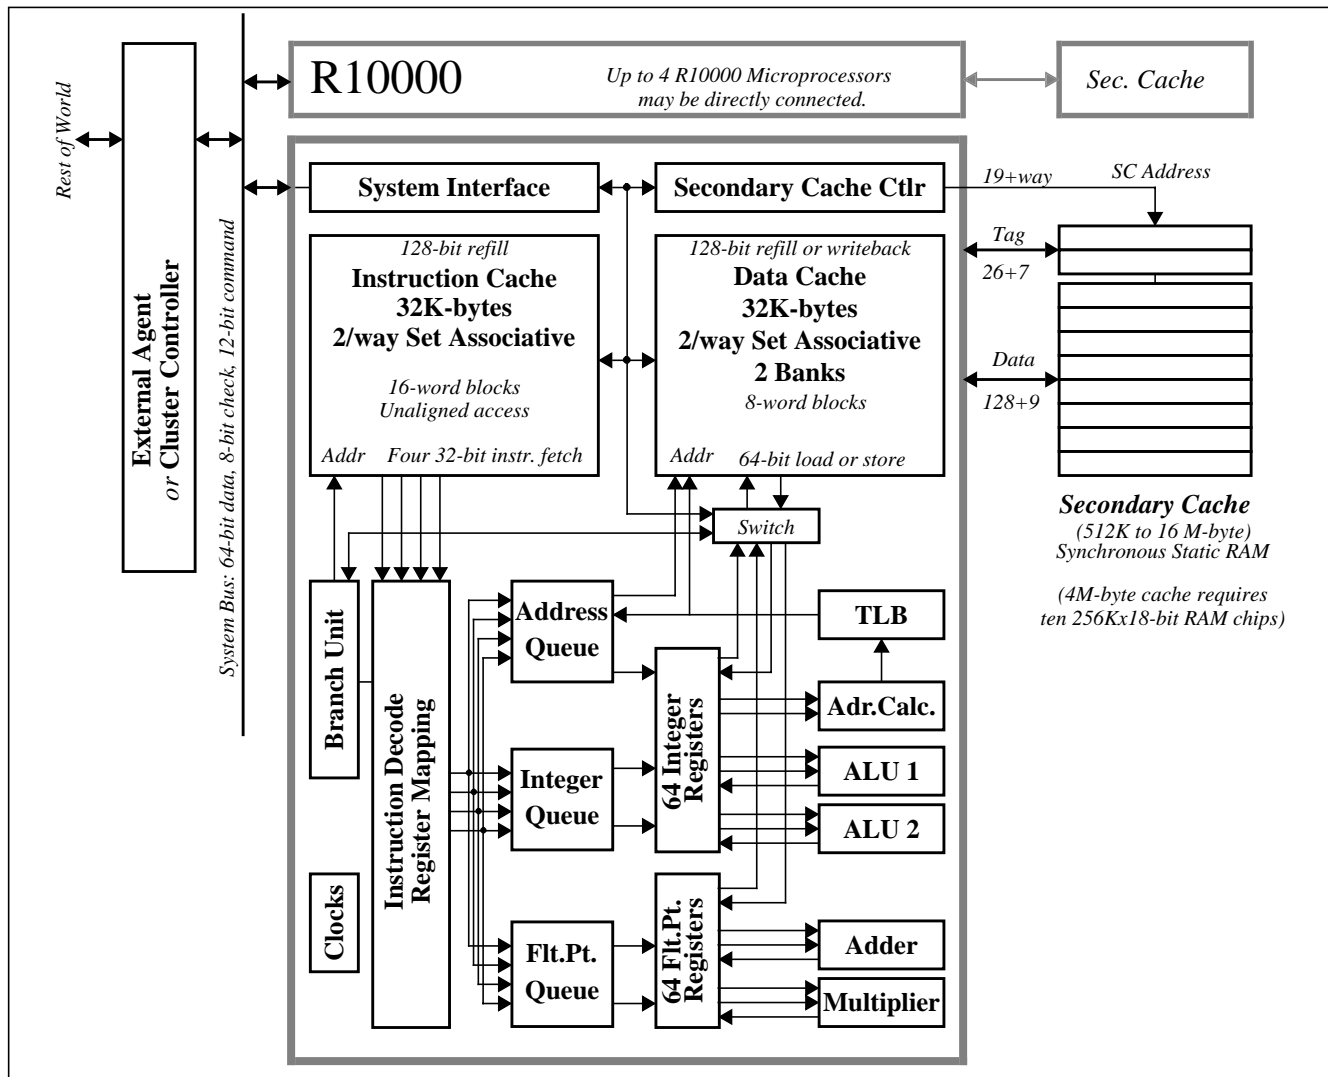 R10000
Up to 4 R10000 Microprocessors
may be directly connected.
Sec. Cache
Rest of World
External Agent
or Cluster Controller
System Bus: 64-bit data, 8-bit check, 12-bit command
System Interface
Secondary Cache Ctlr
19+way
SC Address
128-bit refill
Instruction Cache
32K-bytes
2/way Set Associative
16-word blocks
Unaligned access
Addr
Four 32-bit instr. fetch
128-bit refill or writeback
Data Cache
32K-bytes
2/way Set Associative
2 Banks
8-word blocks
Addr
64-bit load or store
Tag
26+7
Data
128+9
Secondary Cache
(512K to 16 M-byte)
Synchronous Static RAM
(4M-byte cache requires
ten 256Kx18-bit RAM chips)
Switch
Branch Unit
Clocks
Instruction Decode
Register Mapping
Address
Queue
Integer
Queue
Flt.Pt.
Queue
64 Integer
Registers
64 Flt.Pt.
Registers
TLB
Adr.Calc.
ALU 1
ALU 2
Adder
Multiplier